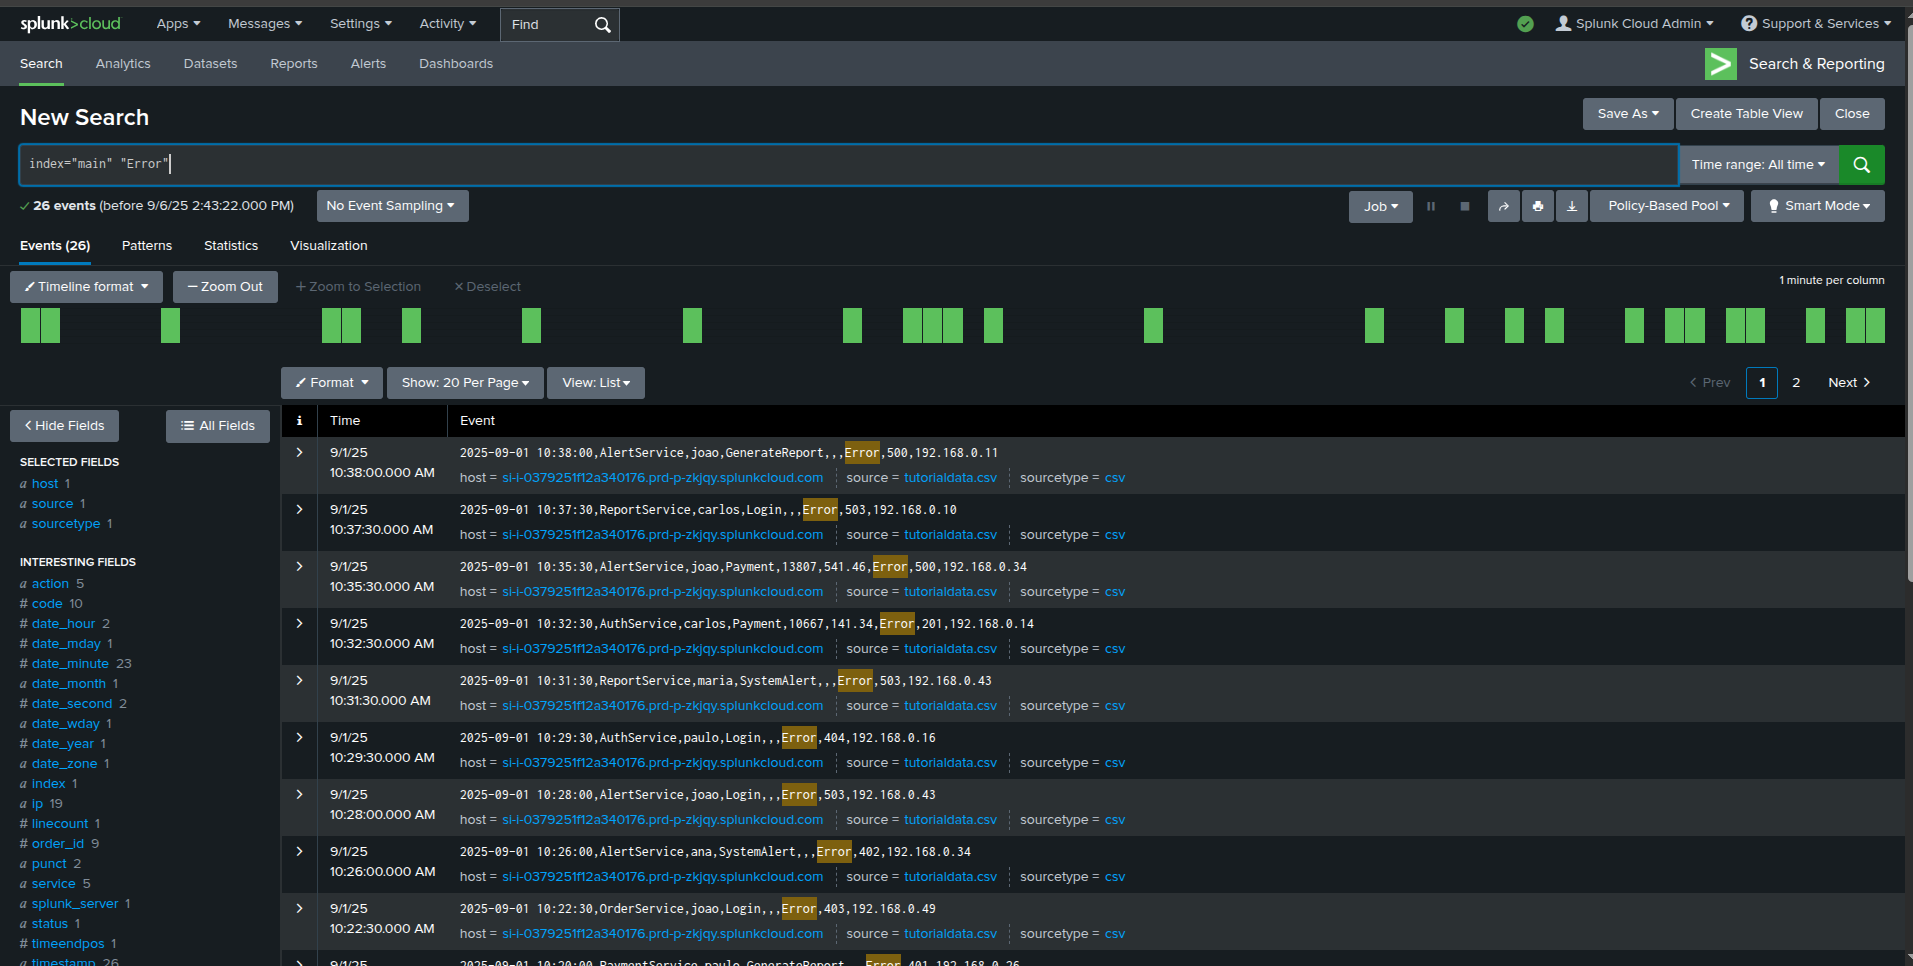 splunk>cloud Apps Messages Settings Activity Find Splunk Cloud Admin Support & Services
Search Analytics Datasets Reports Alerts Dashboards Search & Reporting
New Search Save As Create Table View Close
index="main" "Error" Time range: All time
26 events (before 9/6/25 2:43:22.000 PM) No Event Sampling Job Policy-Based Pool Smart Mode
Events (26) Patterns Statistics Visualization
Timeline format Zoom Out Zoom to Selection Deselect 1 minute per column
Format Show: 20 Per Page View: List Prev 1 2 Next
Hide Fields All Fields
SELECTED FIELDS
a host 1
a source 1
a sourcetype 1
INTERESTING FIELDS
a action 5
# code 10
# date_hour 2
# date_mday 1
# date_minute 23
a date_month 1
# date_second 2
a date_wday 1
# date_year 1
a date_zone 1
a index 1
a ip 19
# linecount 1
# order_id 9
a punct 2
a service 5
a splunk_server 1
a status 1
# timeendpos 1
a timestamp 26
i Time Event
9/1/25 2025-09-01 10:38:00,AlertService,joao,GenerateReport,,,Error,500,192.168.0.11
10:38:00.000 AM host = si-i-0379251f12a340176.prd-p-zkjqy.splunkcloud.com source = tutorialdata.csv sourcetype = csv
9/1/25 2025-09-01 10:37:30,ReportService,carlos,Login,,,Error,503,192.168.0.10
10:37:30.000 AM host = si-i-0379251f12a340176.prd-p-zkjqy.splunkcloud.com source = tutorialdata.csv sourcetype = csv
9/1/25 2025-09-01 10:35:30,AlertService,joao,Payment,13807,541.46,Error,500,192.168.0.34
10:35:30.000 AM host = si-i-0379251f12a340176.prd-p-zkjqy.splunkcloud.com source = tutorialdata.csv sourcetype = csv
9/1/25 2025-09-01 10:32:30,AuthService,carlos,Payment,10667,141.34,Error,201,192.168.0.14
10:32:30.000 AM host = si-i-0379251f12a340176.prd-p-zkjqy.splunkcloud.com source = tutorialdata.csv sourcetype = csv
9/1/25 2025-09-01 10:31:30,ReportService,maria,SystemAlert,,,Error,503,192.168.0.43
10:31:30.000 AM host = si-i-0379251f12a340176.prd-p-zkjqy.splunkcloud.com source = tutorialdata.csv sourcetype = csv
9/1/25 2025-09-01 10:29:30,AuthService,paulo,Login,,,Error,404,192.168.0.16
10:29:30.000 AM host = si-i-0379251f12a340176.prd-p-zkjqy.splunkcloud.com source = tutorialdata.csv sourcetype = csv
9/1/25 2025-09-01 10:28:00,AlertService,joao,Login,,,Error,503,192.168.0.43
10:28:00.000 AM host = si-i-0379251f12a340176.prd-p-zkjqy.splunkcloud.com source = tutorialdata.csv sourcetype = csv
9/1/25 2025-09-01 10:26:00,AlertService,ana,SystemAlert,,,Error,402,192.168.0.34
10:26:00.000 AM host = si-i-0379251f12a340176.prd-p-zkjqy.splunkcloud.com source = tutorialdata.csv sourcetype = csv
9/1/25 2025-09-01 10:22:30,OrderService,joao,Login,,,Error,403,192.168.0.49
10:22:30.000 AM host = si-i-0379251f12a340176.prd-p-zkjqy.splunkcloud.com source = tutorialdata.csv sourcetype = csv
9/1/25 2025-09-01 10:20:00,PaymentService,paulo,GenerateReport,,,Error,401,192.168.0.26